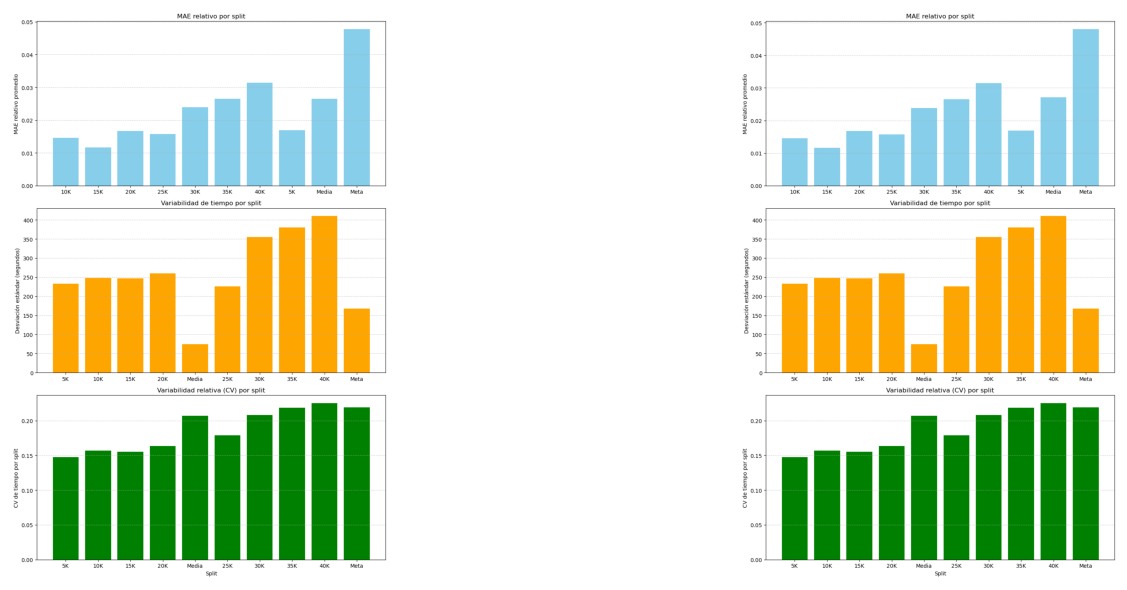 MAE relativo por split
MAE relativo promedio
0.05
0.04
0.03
0.02
0.01
0.00
10K 15K 20K 25K 30K 35K 40K 5K Media Meta
Variabilidad de tiempo por split
Desviación estándar (segundos)
400
350
300
250
200
150
100
50
0
5K 10K 15K 20K Media 25K 30K 35K 40K Meta
Variabilidad relativa (CV) por split
CV de tiempo por split
0.20
0.15
0.10
0.05
0.00
5K 10K 15K 20K Media 25K 30K 35K 40K Meta
Split
MAE relativo por split
MAE relativo promedio
0.05
0.04
0.03
0.02
0.01
0.00
10K 15K 20K 25K 30K 35K 40K 5K Media Meta
Variabilidad de tiempo por split
Desviación estándar (segundos)
400
350
300
250
200
150
100
50
0
5K 10K 15K 20K Media 25K 30K 35K 40K Meta
Variabilidad relativa (CV) por split
CV de tiempo por split
0.20
0.15
0.10
0.05
0.00
5K 10K 15K 20K Media 25K 30K 35K 40K Meta
Split